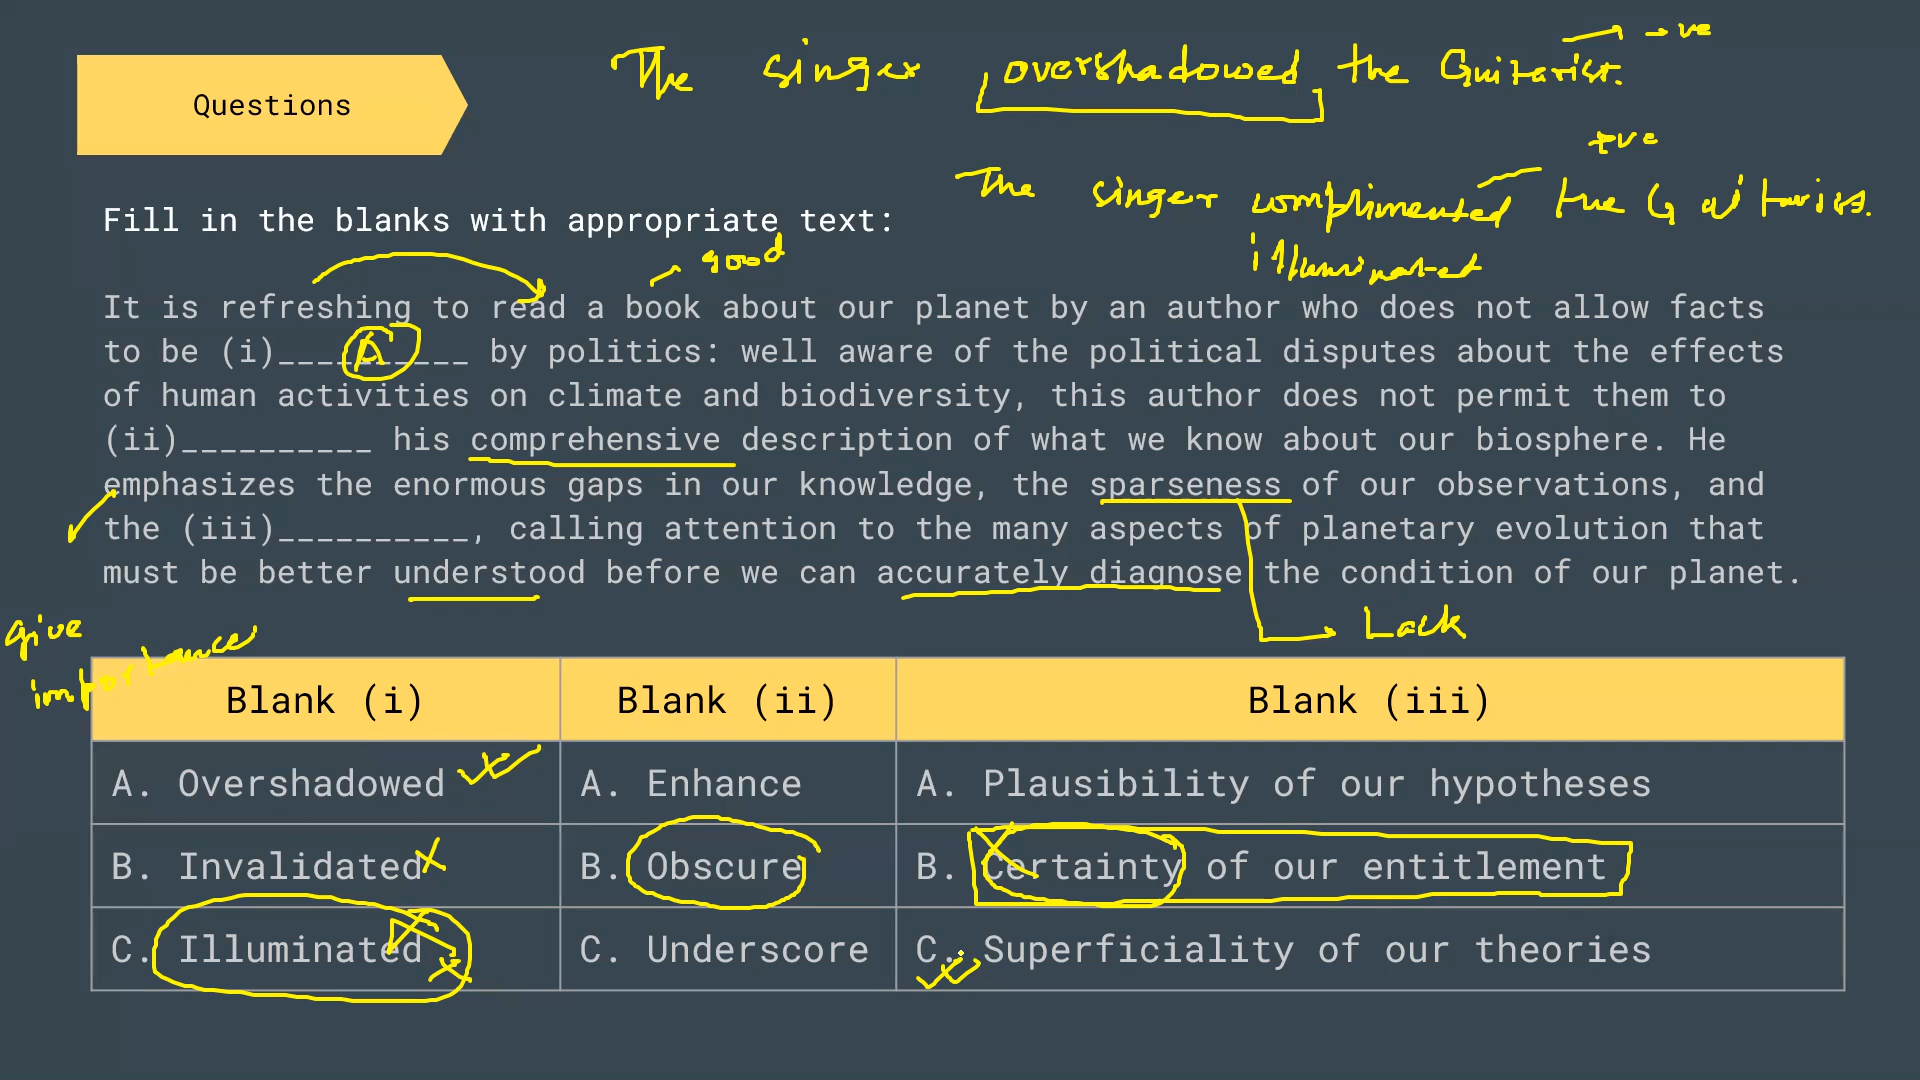 The singer overshadowed the Guitarist. → -ve
Questions
+ve
The singer complimented the Guitarist.
illuminated
Fill in the blanks with appropriate text:
good
It is refreshing to read a book about our planet by an author who does not allow facts
to be (i)__________ by politics: well aware of the political disputes about the effects
A
of human activities on climate and biodiversity, this author does not permit them to
(ii)__________ his comprehensive description of what we know about our biosphere. He
emphasizes the enormous gaps in our knowledge, the sparseness of our observations, and
the (iii)__________, calling attention to the many aspects of planetary evolution that
must be better understood before we can accurately diagnose the condition of our planet.
give
importance
Lack
Blank (i) Blank (ii) Blank (iii)
A. Overshadowed A. Enhance A. Plausibility of our hypotheses
B. Invalidated B. Obscure B. Certainty of our entitlement
C. Illuminated C. Underscore C. Superficiality of our theories